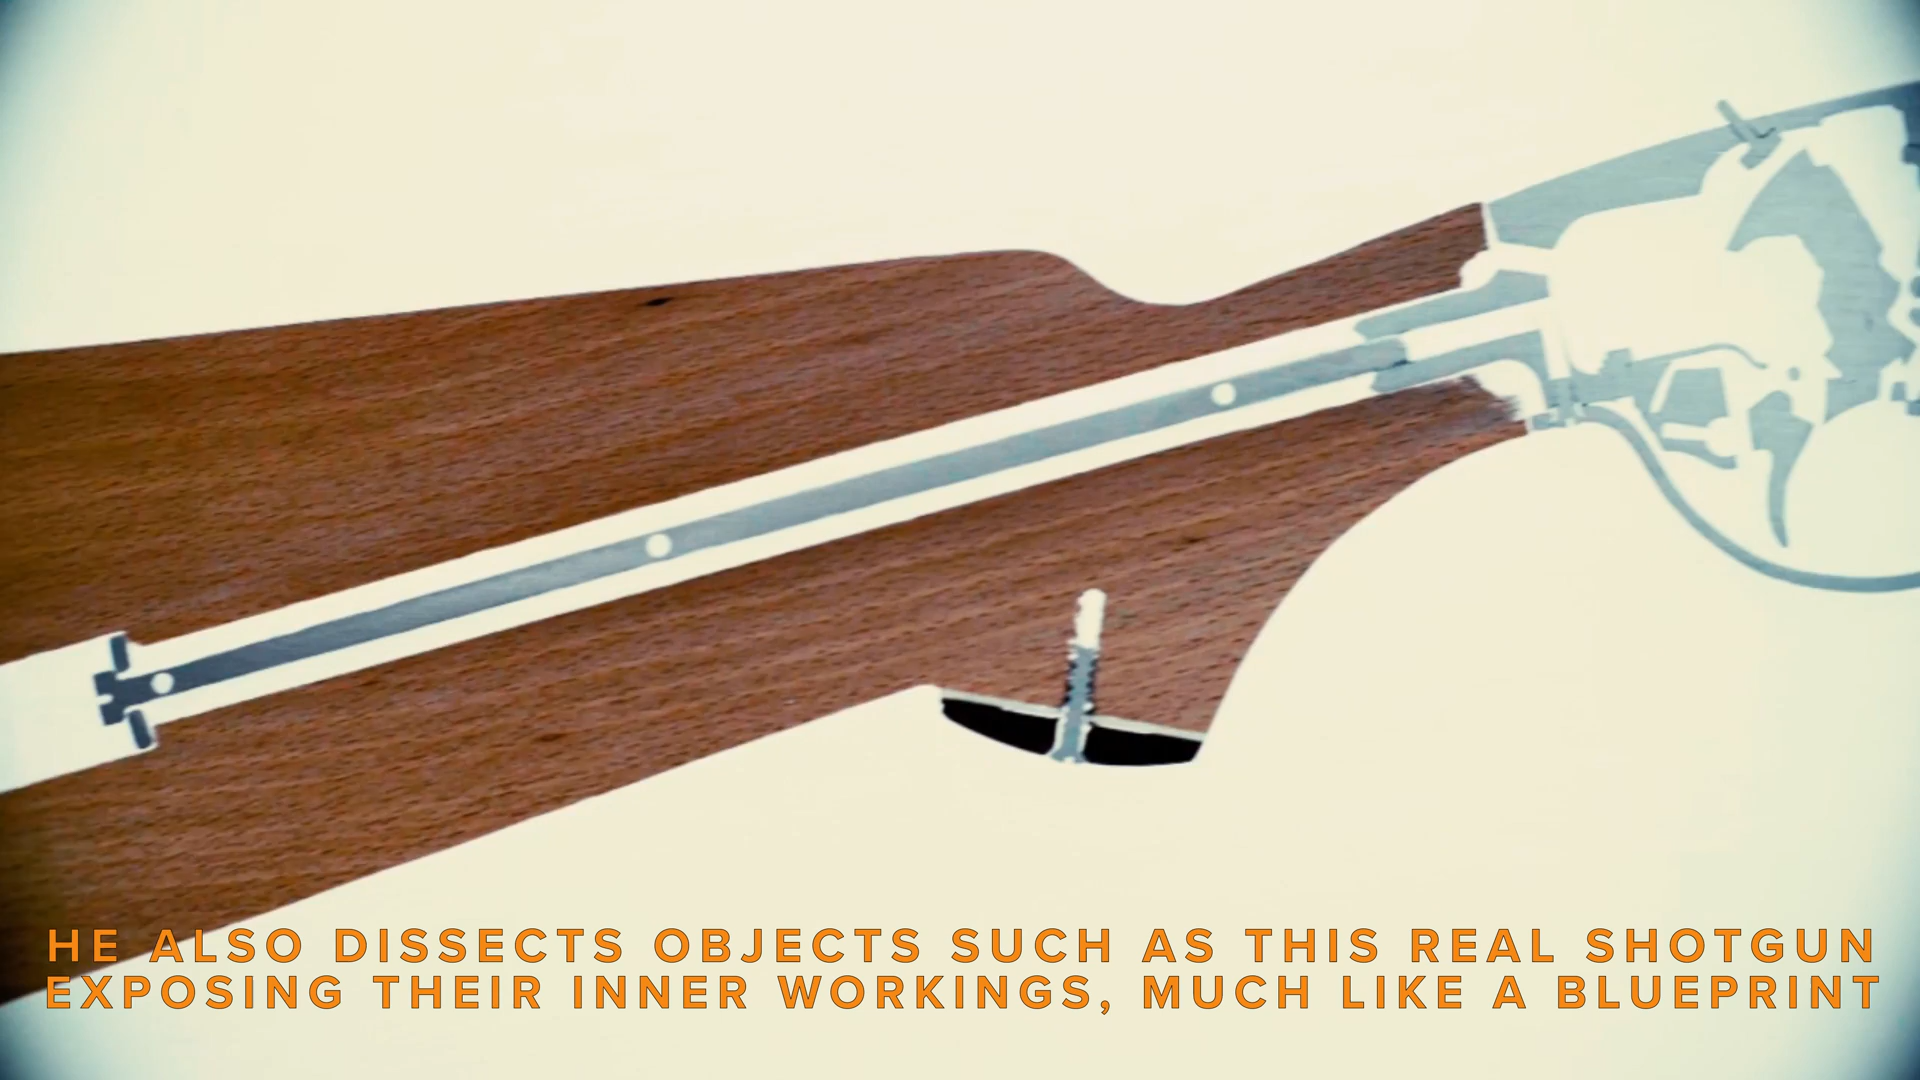 HE ALSO DISSECTS OBJECTS SUCH AS THIS REAL SHOTGUN
EXPOSING THEIR INNER WORKINGS, MUCH LIKE A BLUEPRINT